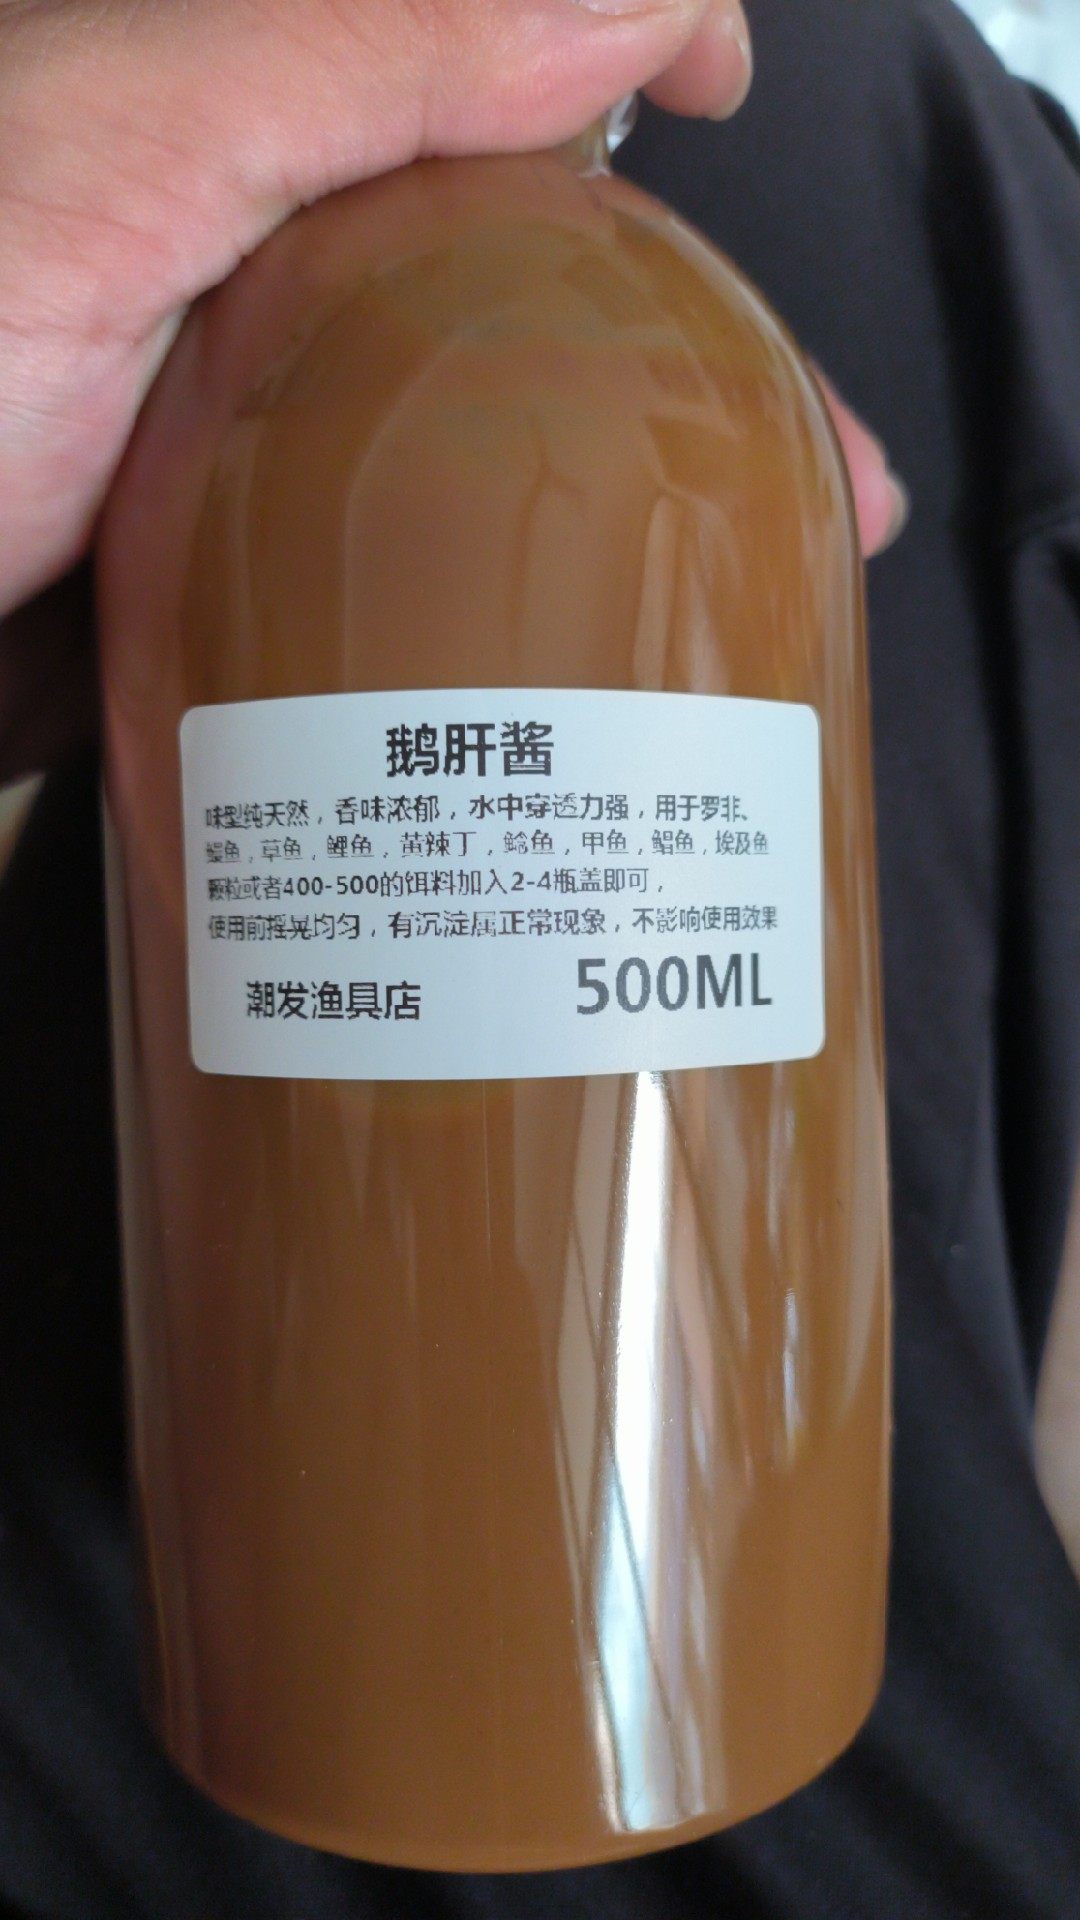 鹅肝酱
味型纯天然，香味浓郁，水中穿透力强，用于罗非、
鳊鱼，草鱼，鲤鱼，黄辣丁，鲶鱼，甲鱼，鲳鱼，埃及鱼
颗粒或者400-500的饵料加入2-4瓶盖即可，
使用前摇晃均匀，有沉淀属正常现象，不影响使用效果
潮发渔具店
500ML